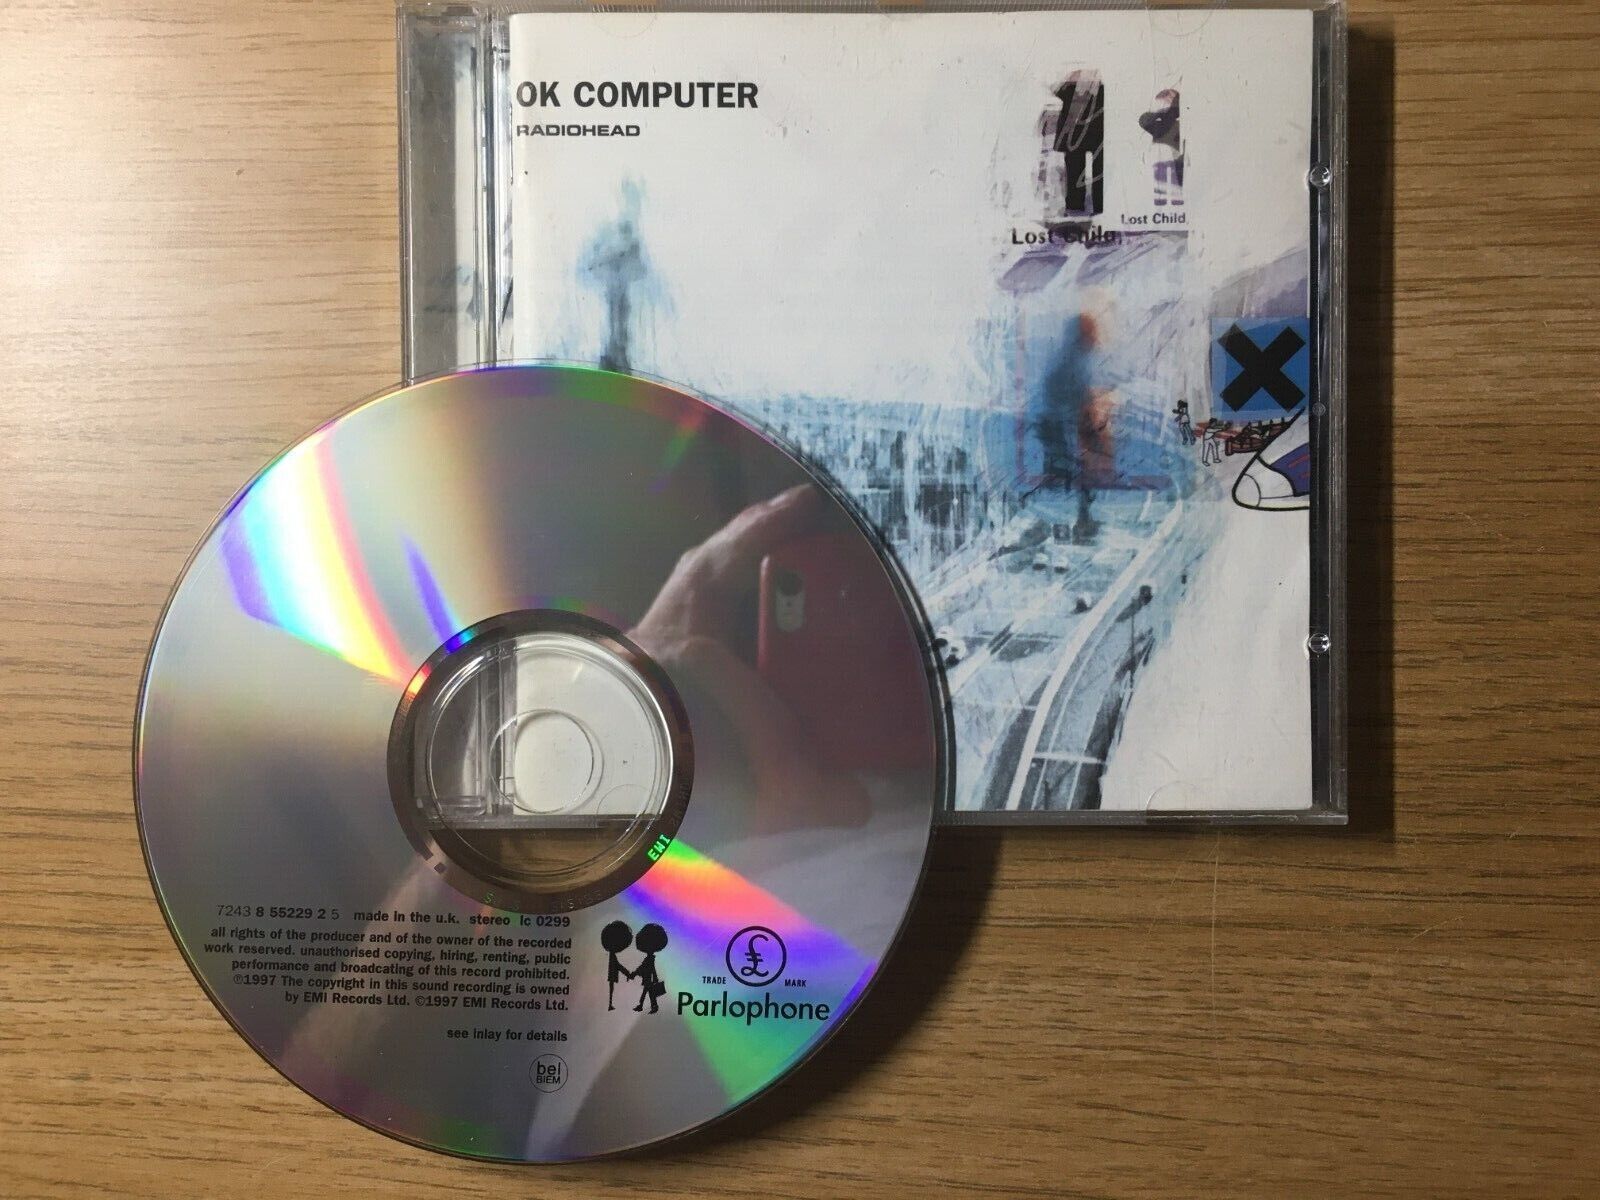 OK COMPUTER
RADIOHEAD
Lost Child
Lost Child
EMI
7243 8 55229 2 5 made in the u.k. stereo lc 0299
all rights of the producer and of the owner of the recorded
work reserved. unauthorised copying, hiring, renting, public
performance and broadcasting of this record prohibited.
℗1997 The copyright in this sound recording is owned
by EMI Records Ltd. ©1997 EMI Records Ltd.
see inlay for details
bel
BIEM
£
TRADE MARK
Parlophone